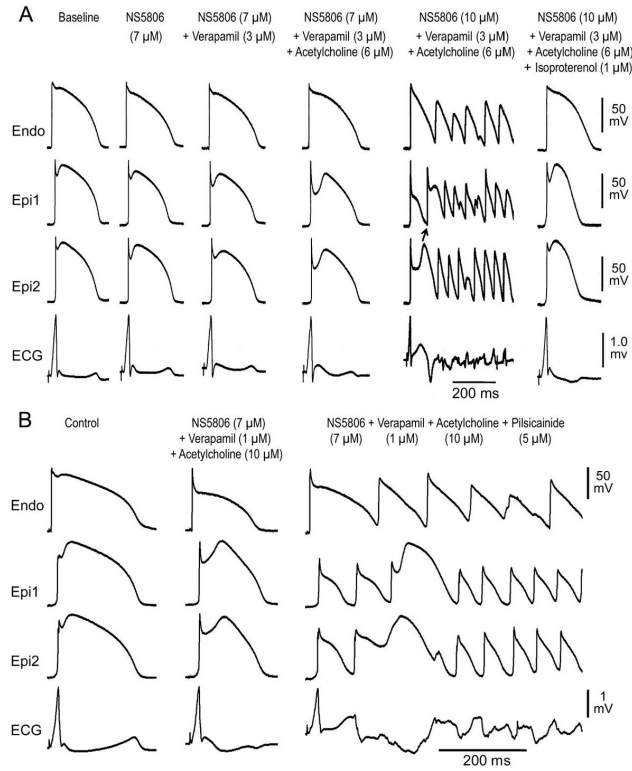 A
Baseline
NS5806
(7 µM)
NS5806 (7 µM)
+ Verapamil (3 µM)
NS5806 (7 µM)
+ Verapamil (3 µM)
+ Acetylcholine (6 µM)
NS5806 (10 µM)
+ Verapamil (3 µM)
+ Acetylcholine (6 µM)
NS5806 (10 µM)
+ Verapamil (3 µM)
+ Acetylcholine (6 µM)
+ Isoproterenol (1 µM)
Endo
50
mV
Epi1
50
mV
Epi2
50
mV
ECG
1.0
mv
200 ms
B
Control
NS5806 (7 µM)
+ Verapamil (1 µM)
+ Acetylcholine (10 µM)
NS5806 + Verapamil + Acetylcholine + Pilsicainide
(7 µM) (1 µM) (10 µM) (5 µM)
Endo
50
mV
Epi1
Epi2
ECG
1
mV
200 ms